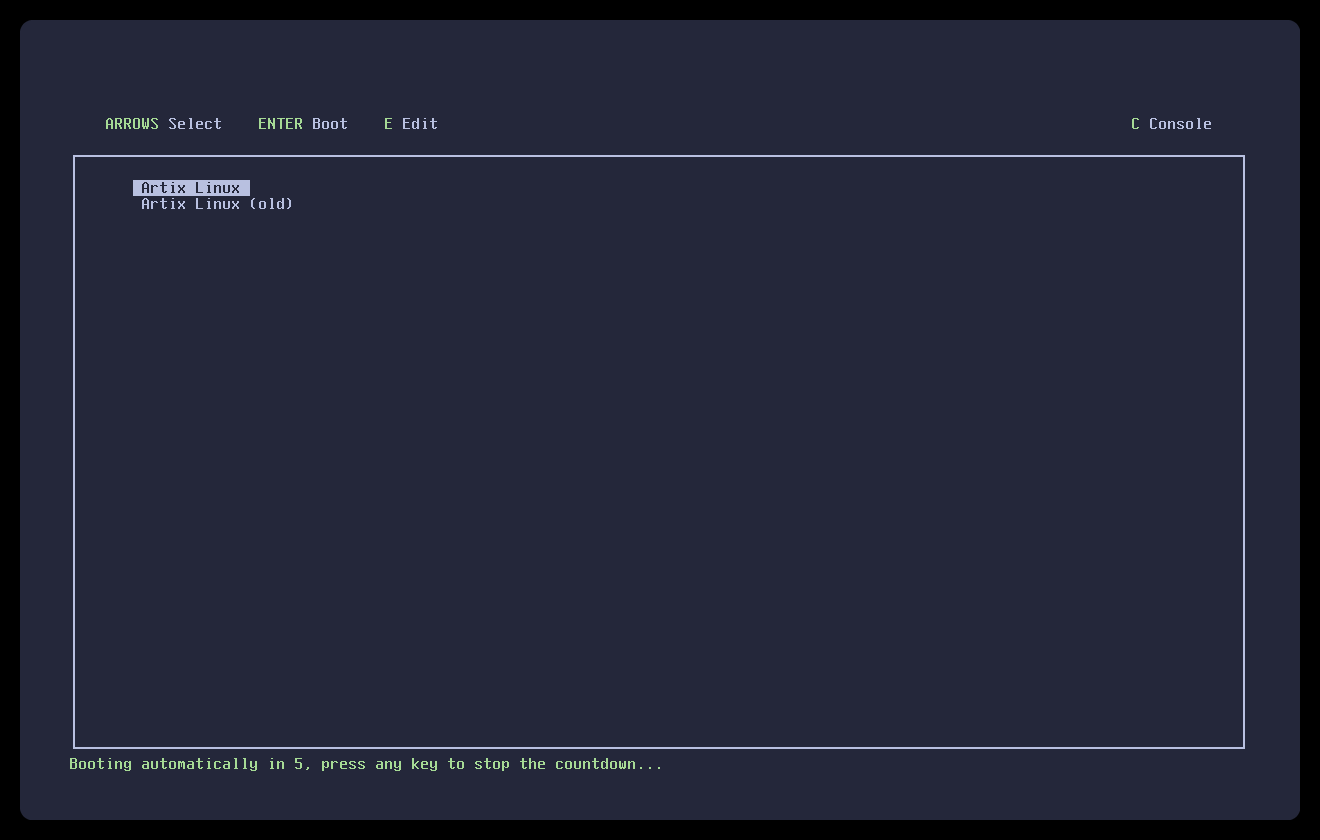 ARROWS Select    ENTER Boot    E Edit    C Console
Artix Linux
Artix Linux (old)
Booting automatically in 5, press any key to stop the countdown...